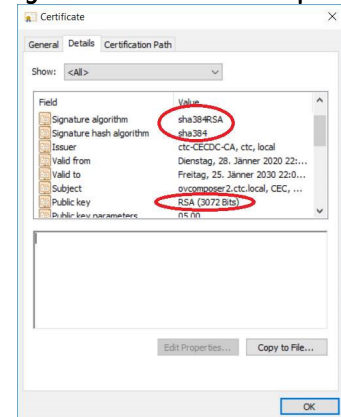 Certificate
General Details Certification Path
Show: <All>
Field Value
Signature algorithm sha384RSA
Signature hash algorithm sha384
Issuer ctc-CECDC-CA, ctc, local
Valid from Dienstag, 28. Jänner 2020 22:...
Valid to Freitag, 25. Jänner 2030 22:0...
Subject ovcomposer2.ctc.local, CEC, ...
Public key RSA (3072 Bits)
Public key parameters 05 00
Edit Properties... Copy to File...
OK